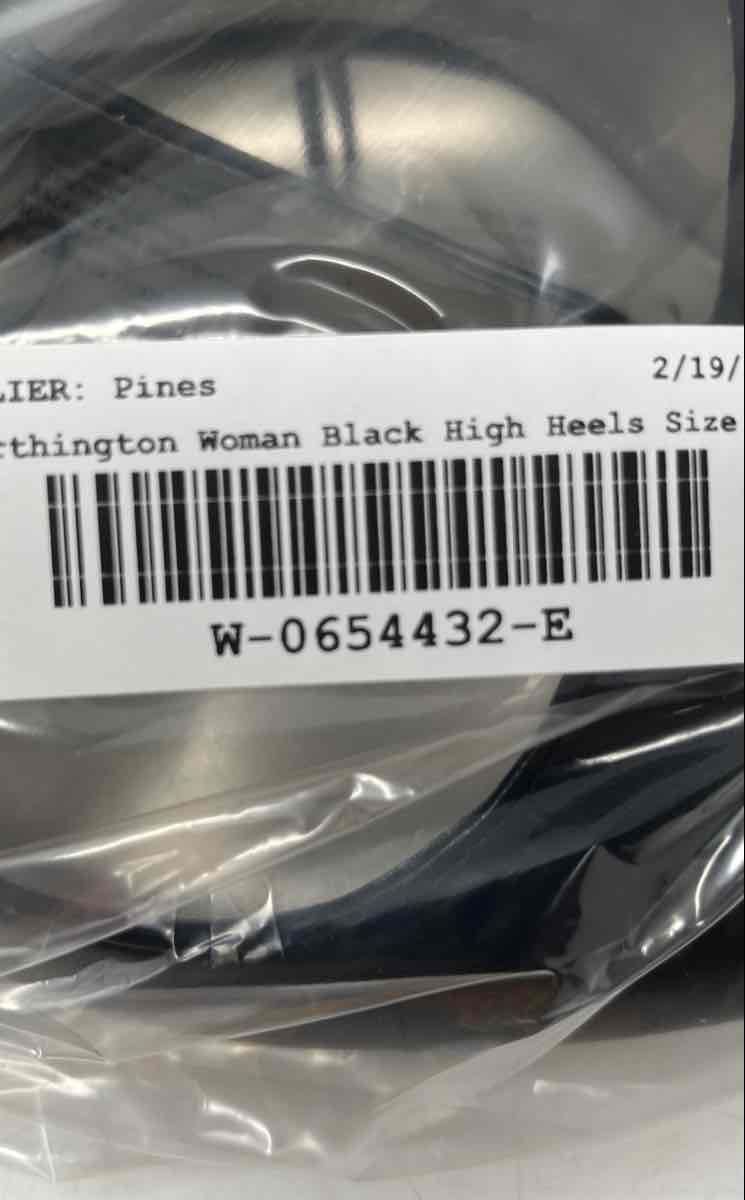 LIER: Pines
2/19/
rthington Woman Black High Heels Size
W-0654432-E